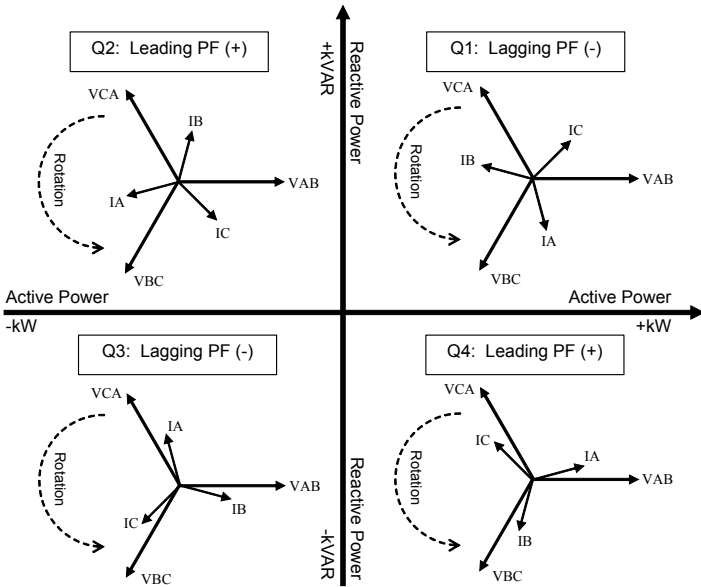 Q2: Leading PF (+)
VCA
IB
Rotation
IA
VAB
IC
VBC
+kVAR
Reactive Power
Q1: Lagging PF (-)
VCA
IC
IB
Rotation
VAB
IA
VBC
Active Power
-kW
Active Power
+kW
Q3: Lagging PF (-)
VCA
IA
Rotation
VAB
IB
IC
VBC
-kVAR
Reactive Power
Q4: Leading PF (+)
VCA
IC
IA
Rotation
VAB
IB
VBC